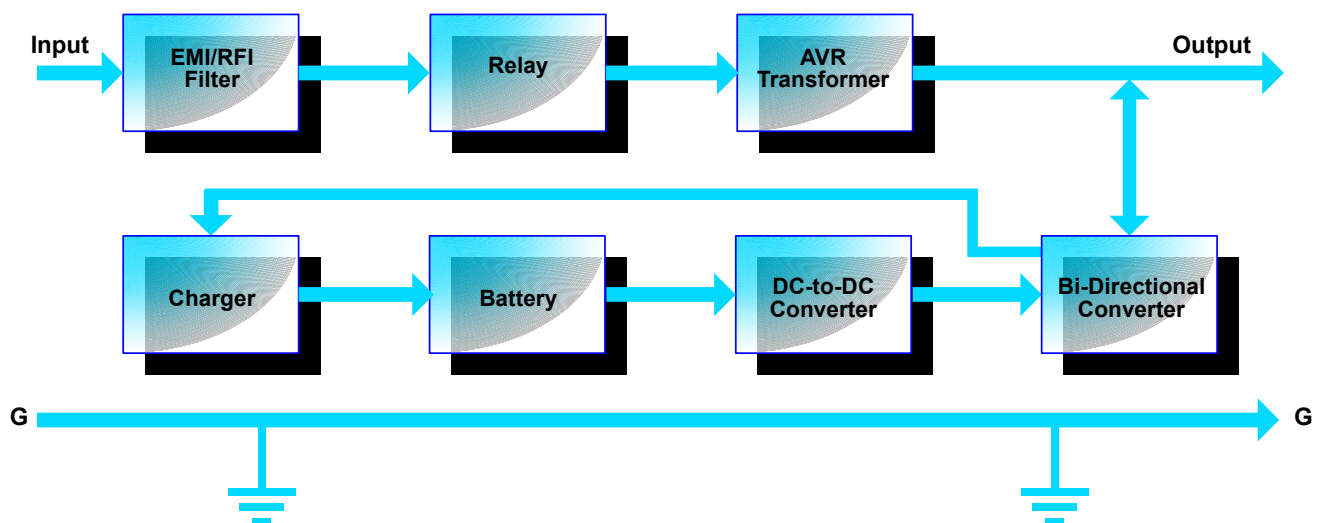 Input
EMI/RFI
Filter
Relay
AVR
Transformer
Output
Charger
Battery
DC-to-DC
Converter
Bi-Directional
Converter
G
G